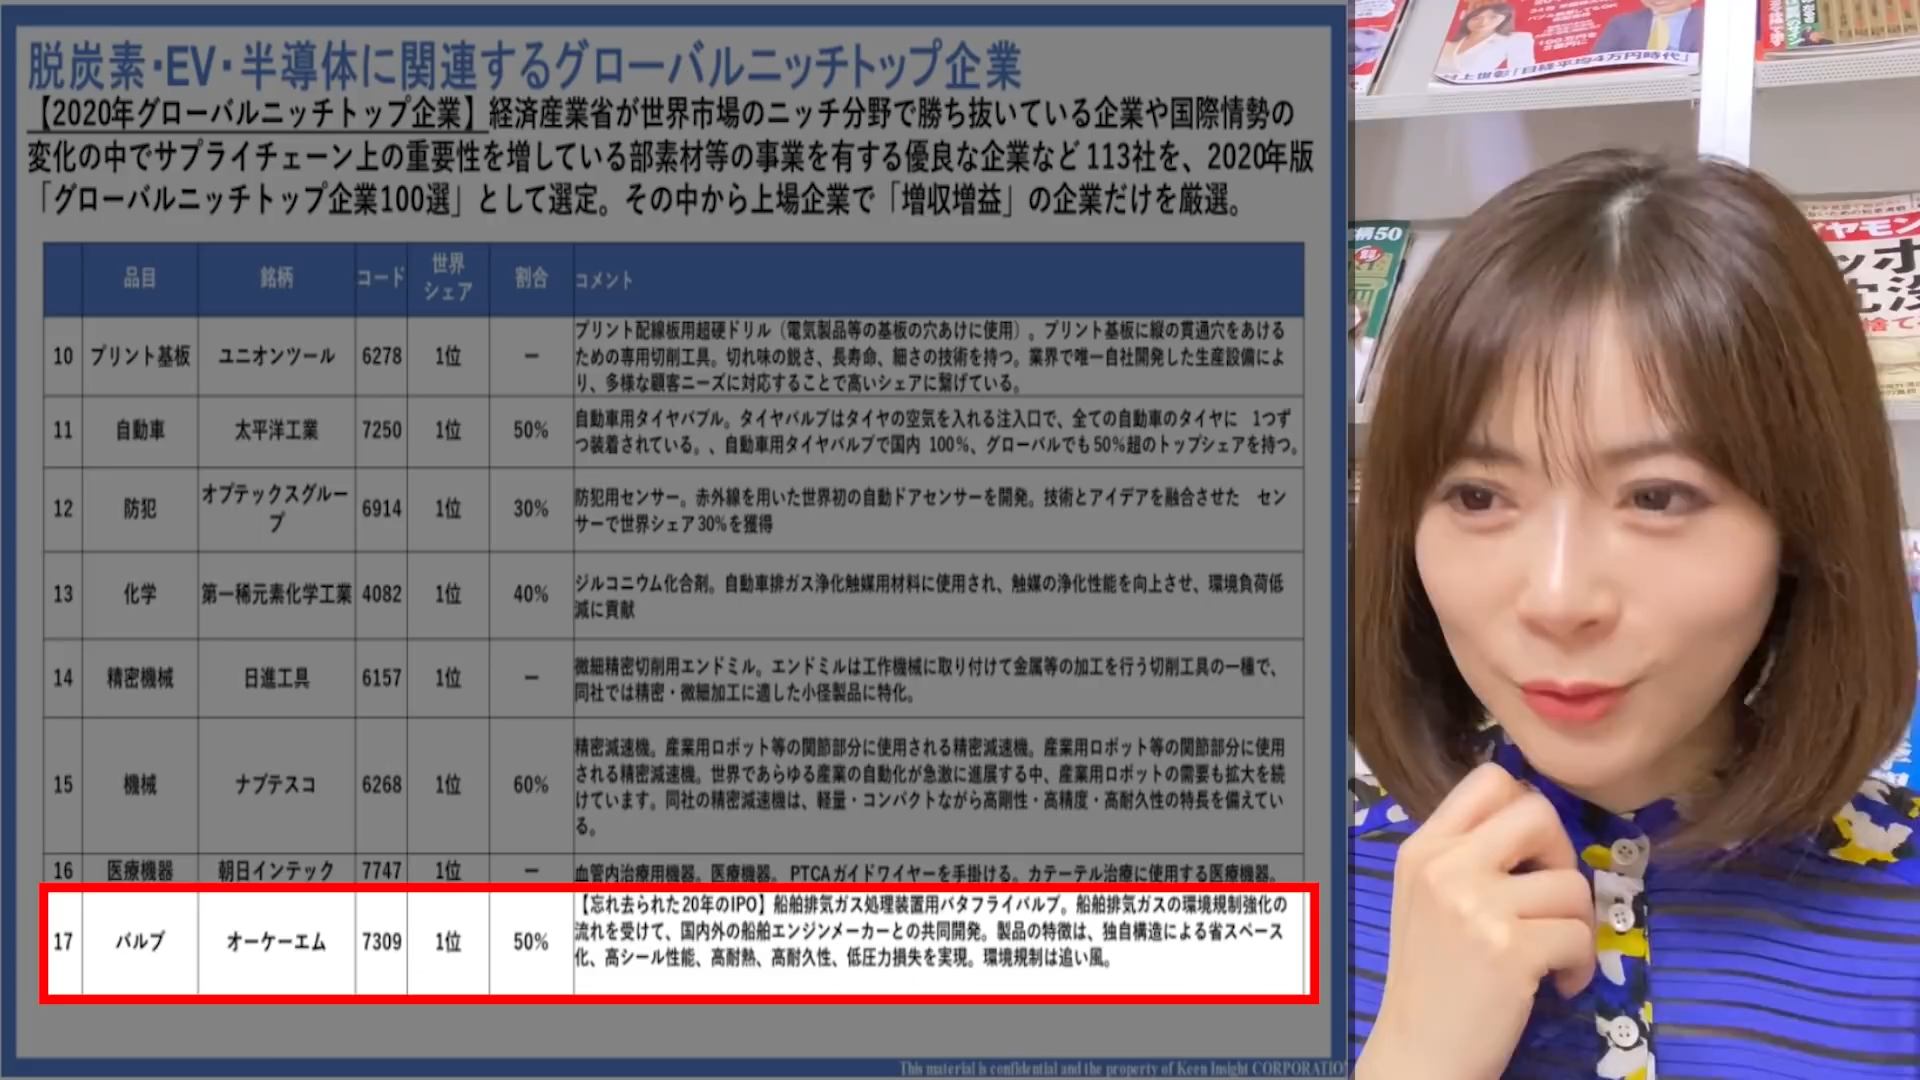 脱炭素・EV・半導体に関連するグローバルニッチトップ企業
【2020年グローバルニッチトップ企業】経済産業省が世界市場のニッチ分野で勝ち抜いている企業や国際情勢の
変化の中でサプライチェーン上の重要性を増している部素材等の事業を有する優良な企業など 113社を、2020年版
「グローバルニッチトップ企業100選」として選定。その中から上場企業で「増収増益」の企業だけを厳選。
品目 銘柄 コード 世界シェア 割合 コメント
10 プリント基板 ユニオンツール 6278 1位 ー
プリント配線板用超硬ドリル（電気製品等の基板の穴あけに使用）。プリント基板に縦の貫通穴をあける
ための専用切削工具。切れ味の鋭さ、長寿命、細さの技術を持つ。業界で唯一自社開発した生産設備によ
り、多様な顧客ニーズに対応することで高いシェアに繋げている。
11 自動車 太平洋工業 7250 1位 50%
自動車用タイヤバブル。タイヤバルブはタイヤの空気を入れる注入口で、全ての自動車のタイヤに 1つず
つ装着されている。、自動車用タイヤバルブで国内 100%、グローバルでも50%超のトップシェアを持つ。
12 防犯 オプテックスグループ 6914 1位 30%
防犯用センサー。赤外線を用いた世界初の自動ドアセンサーを開発。技術とアイデアを融合させた セン
サーで世界シェア30%を獲得
13 化学 第一稀元素化学工業 4082 1位 40%
ジルコニウム化合剤。自動車排ガス浄化触媒用材料に使用され、触媒の浄化性能を向上させ、環境負荷低
減に貢献
14 精密機械 日進工具 6157 1位 ー
微細精密切削用エンドミル。エンドミルは工作機械に取り付けて金属等の加工を行う切削工具の一種で、
同社では精密・微細加工に適した小径製品に特化。
15 機械 ナブテスコ 6268 1位 60%
精密減速機。産業用ロボット等の関節部分に使用される精密減速機。産業用ロボット等の関節部分に使用
される精密減速機。世界であらゆる産業の自動化が急激に進展する中、産業用ロボットの需要も拡大を続
けています。同社の精密減速機は、軽量・コンパクトながら高剛性・高精度・高耐久性の特長を備えてい
る。
16 医療機器 朝日インテック 7747 1位 ー
血管内治療用機器。医療機器。PTCAガイドワイヤーを手掛ける。カテーテル治療に使用する医療機器。
17 バルブ オーケーエム 7309 1位 50%
【忘れ去られた20年のIPO】船舶排気ガス処理装置用バタフライバルブ。船舶排気ガスの環境規制強化の
流れを受けて、国内外の船舶エンジンメーカーとの共同開発。製品の特徴は、独自構造による省スペース
化、高シール性能、高耐熱、高耐久性、低圧力損失を実現。環境規制は追い風。
This material is confidential and the property of Keen Insight CORPORATIO
村上世彰「日経平均4万円時代」
柄50
イヤモン
ッホ